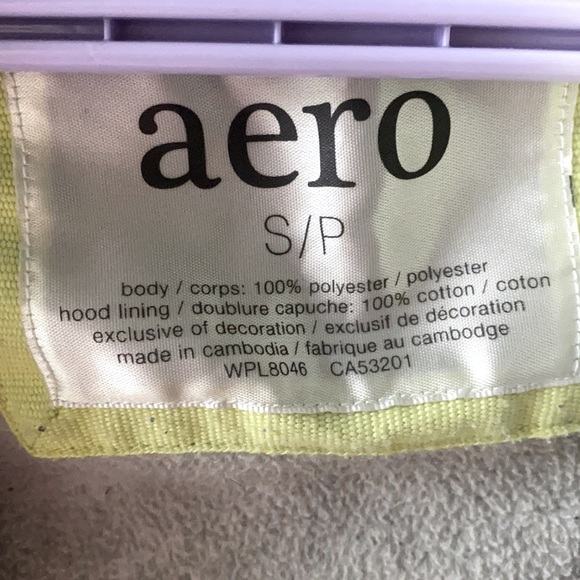 aero
S/P
body / corps: 100% polyester / polyester
hood lining / doublure capuche: 100% cotton / coton
exclusive of decoration / exclusif de décoration
made in cambodia / fabrique au cambodge
WPL8046 CA53201